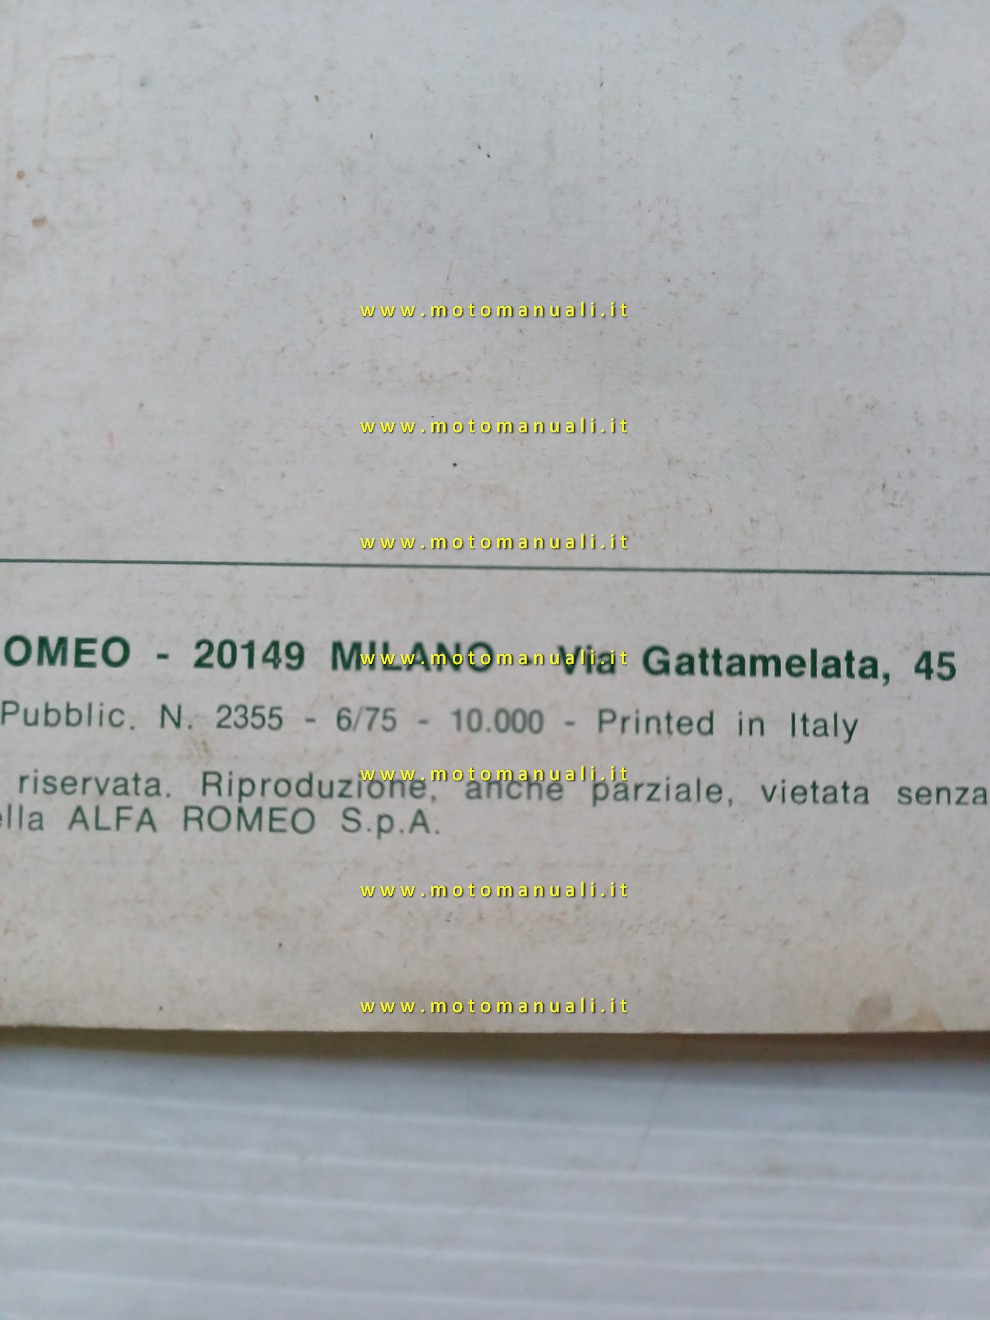 www.motomanuali.it
www.motomanuali.it
www.motomanuali.it
OMEO - 20149 MILANO - Via Gattamelata, 45
www.motomanuali.it
Pubblic. N. 2355 - 6/75 - 10.000 - Printed in Italy
www.motomanuali.it
riservata. Riproduzione, anche parziale, vietata senza
ella ALFA ROMEO S.p.A.
www.motomanuali.it
www.motomanuali.it